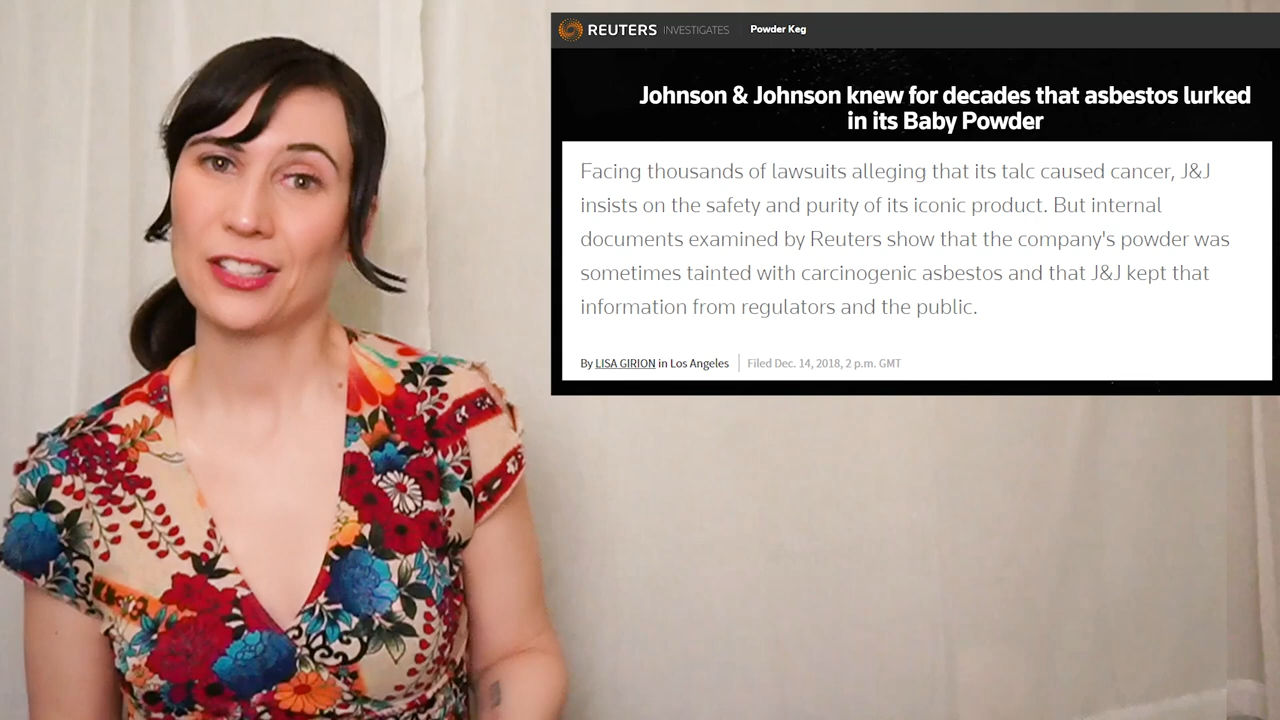 REUTERS INVESTIGATES Powder Keg
Johnson & Johnson knew for decades that asbestos lurked
in its Baby Powder
Facing thousands of lawsuits alleging that its talc caused cancer, J&J
insists on the safety and purity of its iconic product. But internal
documents examined by Reuters show that the company's powder was
sometimes tainted with carcinogenic asbestos and that J&J kept that
information from regulators and the public.
By LISA GIRION in Los Angeles Filed Dec. 14, 2018, 2 p.m. GMT